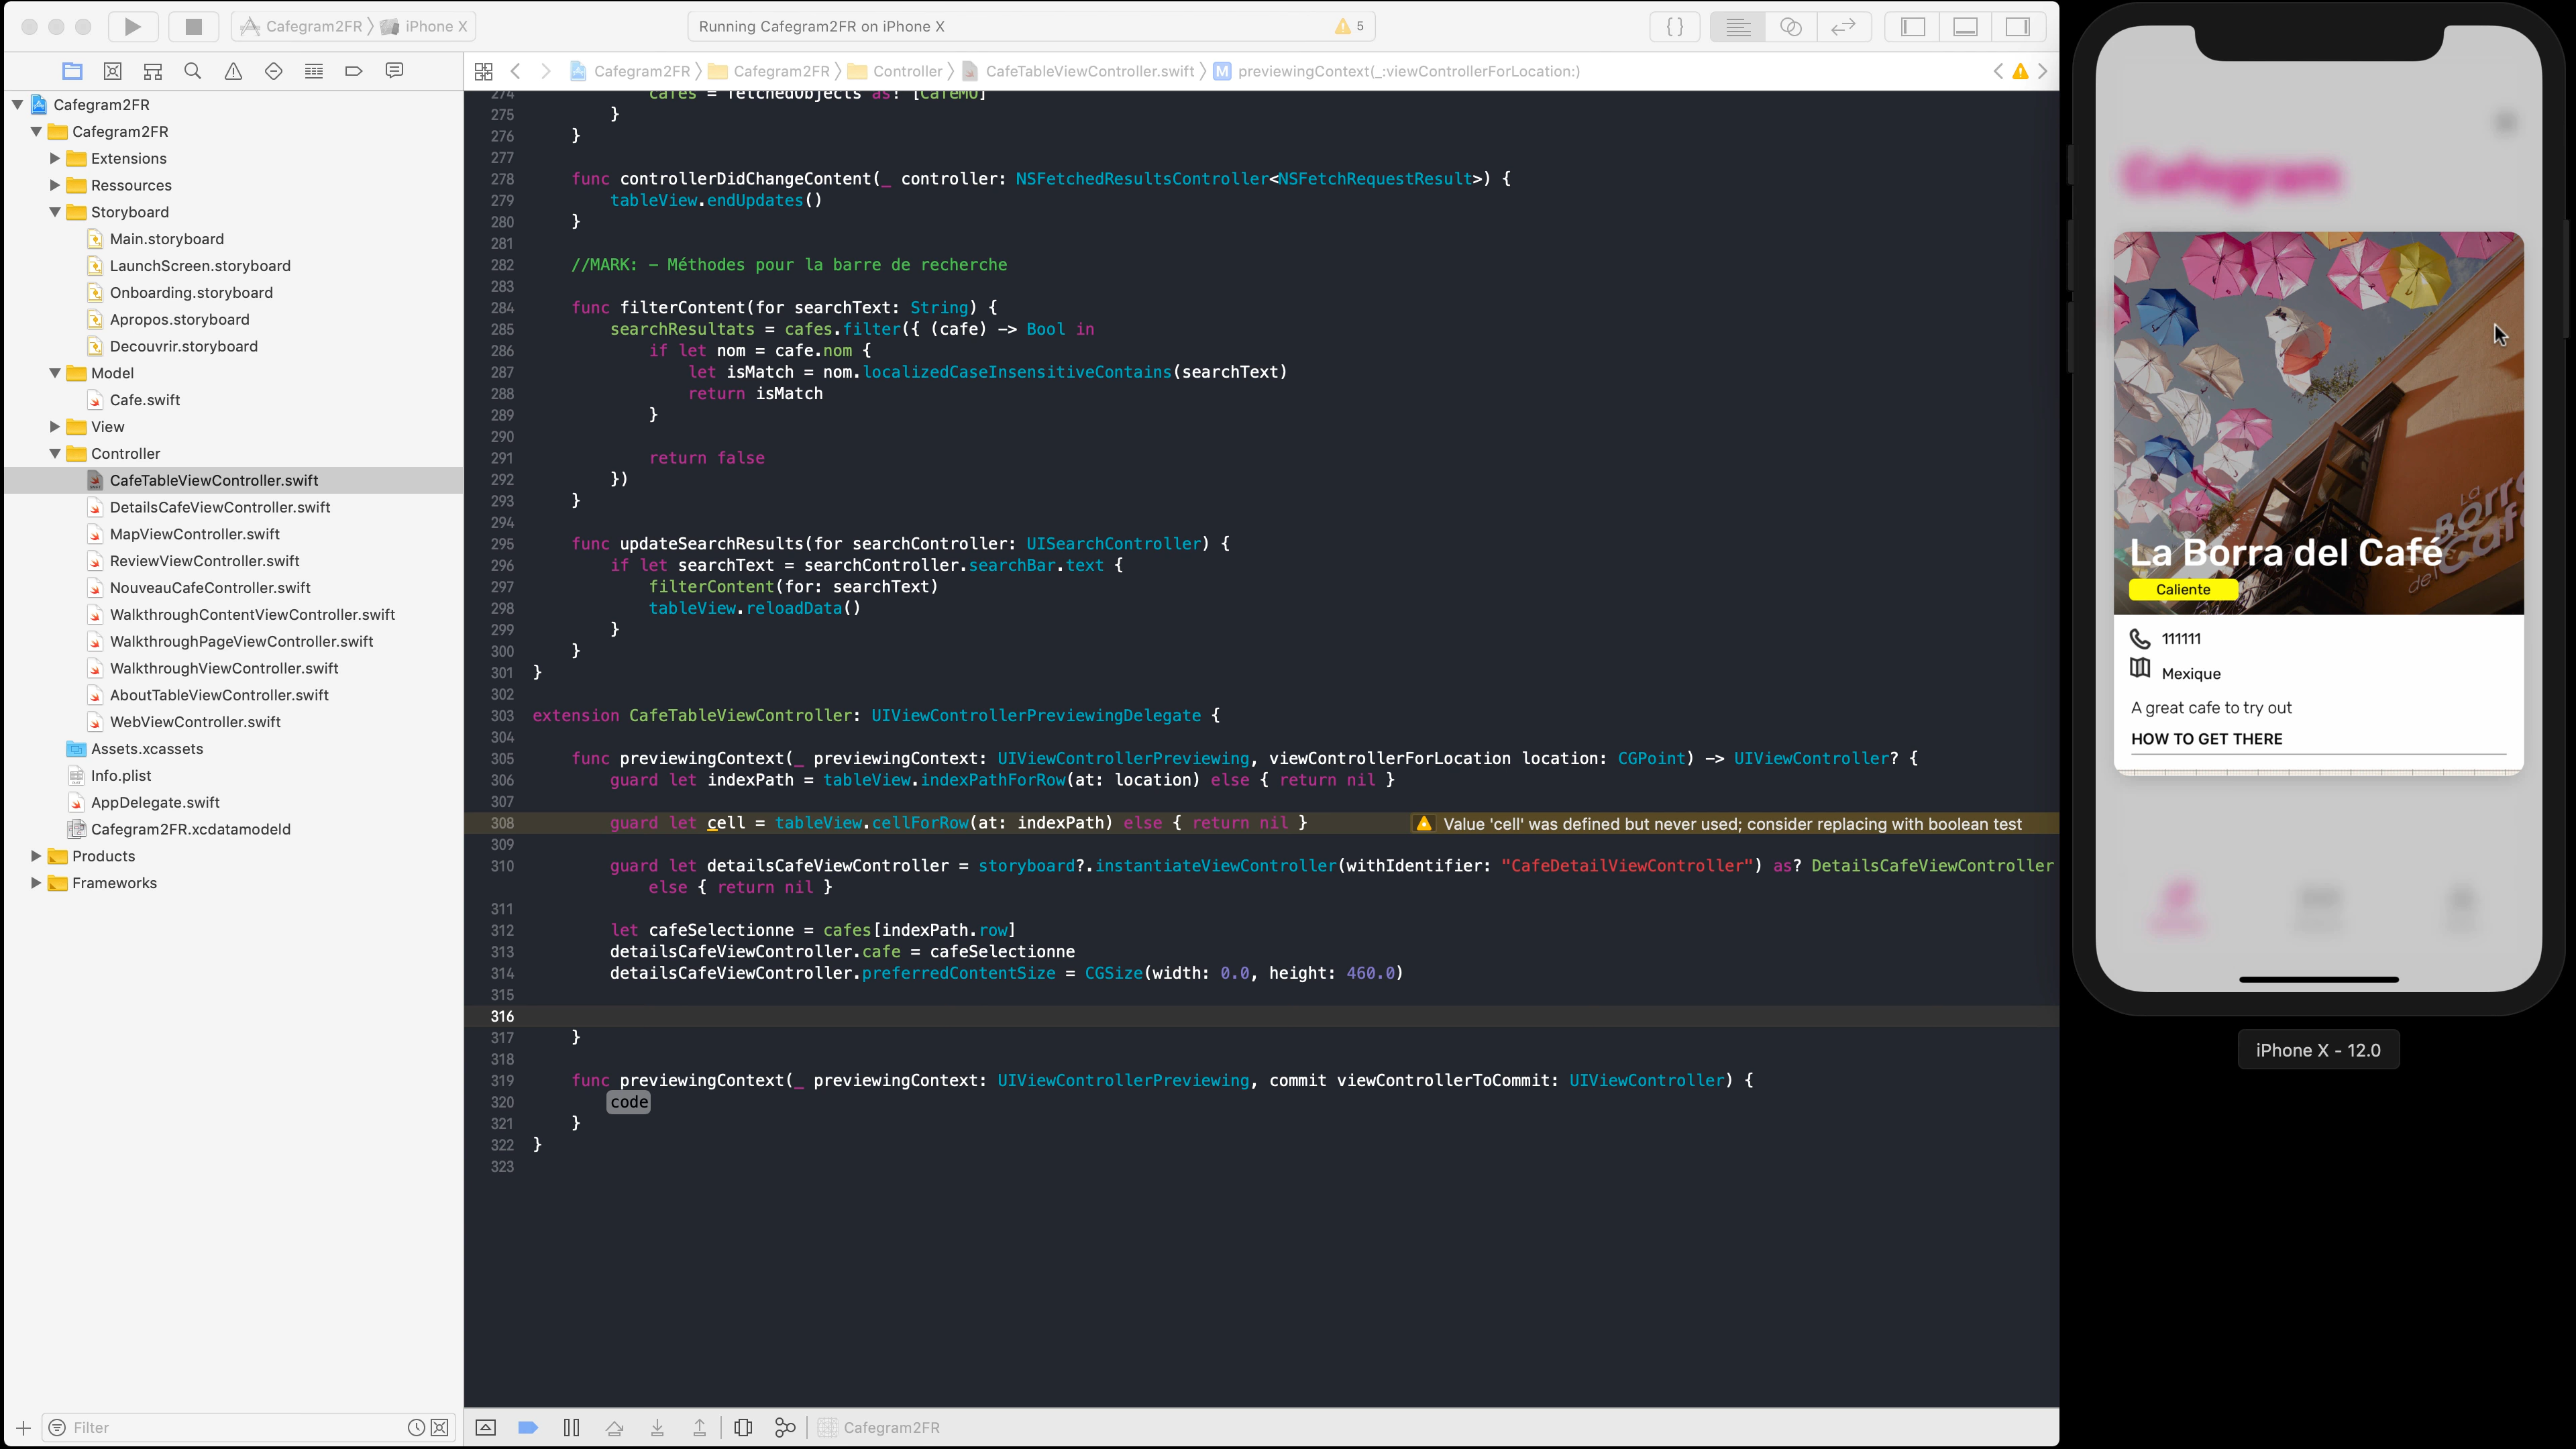 Cafegram2FR
iPhone X
Running Cafegram2FR on iPhone X
5
Cafegram2FR
Cafegram2FR
Controller
CafeTableViewController.swift
M
previewingContext(_:viewControllerForLocation:)
Cafegram2FR
Cafegram2FR
Extensions
Ressources
Storyboard
Main.storyboard
LaunchScreen.storyboard
Onboarding.storyboard
Apropos.storyboard
Decouvrir.storyboard
Model
Cafe.swift
View
Controller
CafeTableViewController.swift
DetailsCafeViewController.swift
MapViewController.swift
ReviewViewController.swift
NouveauCafeController.swift
WalkthroughContentViewController.swift
WalkthroughPageViewController.swift
WalkthroughViewController.swift
AboutTableViewController.swift
WebViewController.swift
Assets.xcassets
Info.plist
AppDelegate.swift
Cafegram2FR.xcdatamodeld
Products
Frameworks
Filter
274 cafes = fetchedObjects as! [CafeMO]
275 }
276 }
277
278 func controllerDidChangeContent(_ controller: NSFetchedResultsController<NSFetchRequestResult>) {
279 tableView.endUpdates()
280 }
281
282 //MARK: - Méthodes pour la barre de recherche
283
284 func filterContent(for searchText: String) {
285 searchResultats = cafes.filter({ (cafe) -> Bool in
286 if let nom = cafe.nom {
287 let isMatch = nom.localizedCaseInsensitiveContains(searchText)
288 return isMatch
289 }
290
291 return false
292 })
293 }
294
295 func updateSearchResults(for searchController: UISearchController) {
296 if let searchText = searchController.searchBar.text {
297 filterContent(for: searchText)
298 tableView.reloadData()
299 }
300 }
301 }
302
303 extension CafeTableViewController: UIViewControllerPreviewingDelegate {
304
305 func previewingContext(_ previewingContext: UIViewControllerPreviewing, viewControllerForLocation location: CGPoint) -> UIViewController? {
306 guard let indexPath = tableView.indexPathForRow(at: location) else { return nil }
307
308 guard let cell = tableView.cellForRow(at: indexPath) else { return nil } Value 'cell' was defined but never used; consider replacing with boolean test
309
310 guard let detailsCafeViewController = storyboard?.instantiateViewController(withIdentifier: "CafeDetailViewController") as? DetailsCafeViewController
else { return nil }
311
312 let cafeSelectionne = cafes[indexPath.row]
313 detailsCafeViewController.cafe = cafeSelectionne
314 detailsCafeViewController.preferredContentSize = CGSize(width: 0.0, height: 460.0)
315
316
317 }
318
319 func previewingContext(_ previewingContext: UIViewControllerPreviewing, commit viewControllerToCommit: UIViewController) {
320 code
321 }
322 }
323
Cafegram2FR
Cafegram
La Borra del Café
Caliente
111111
Mexique
A great cafe to try out
HOW TO GET THERE
iPhone X - 12.0